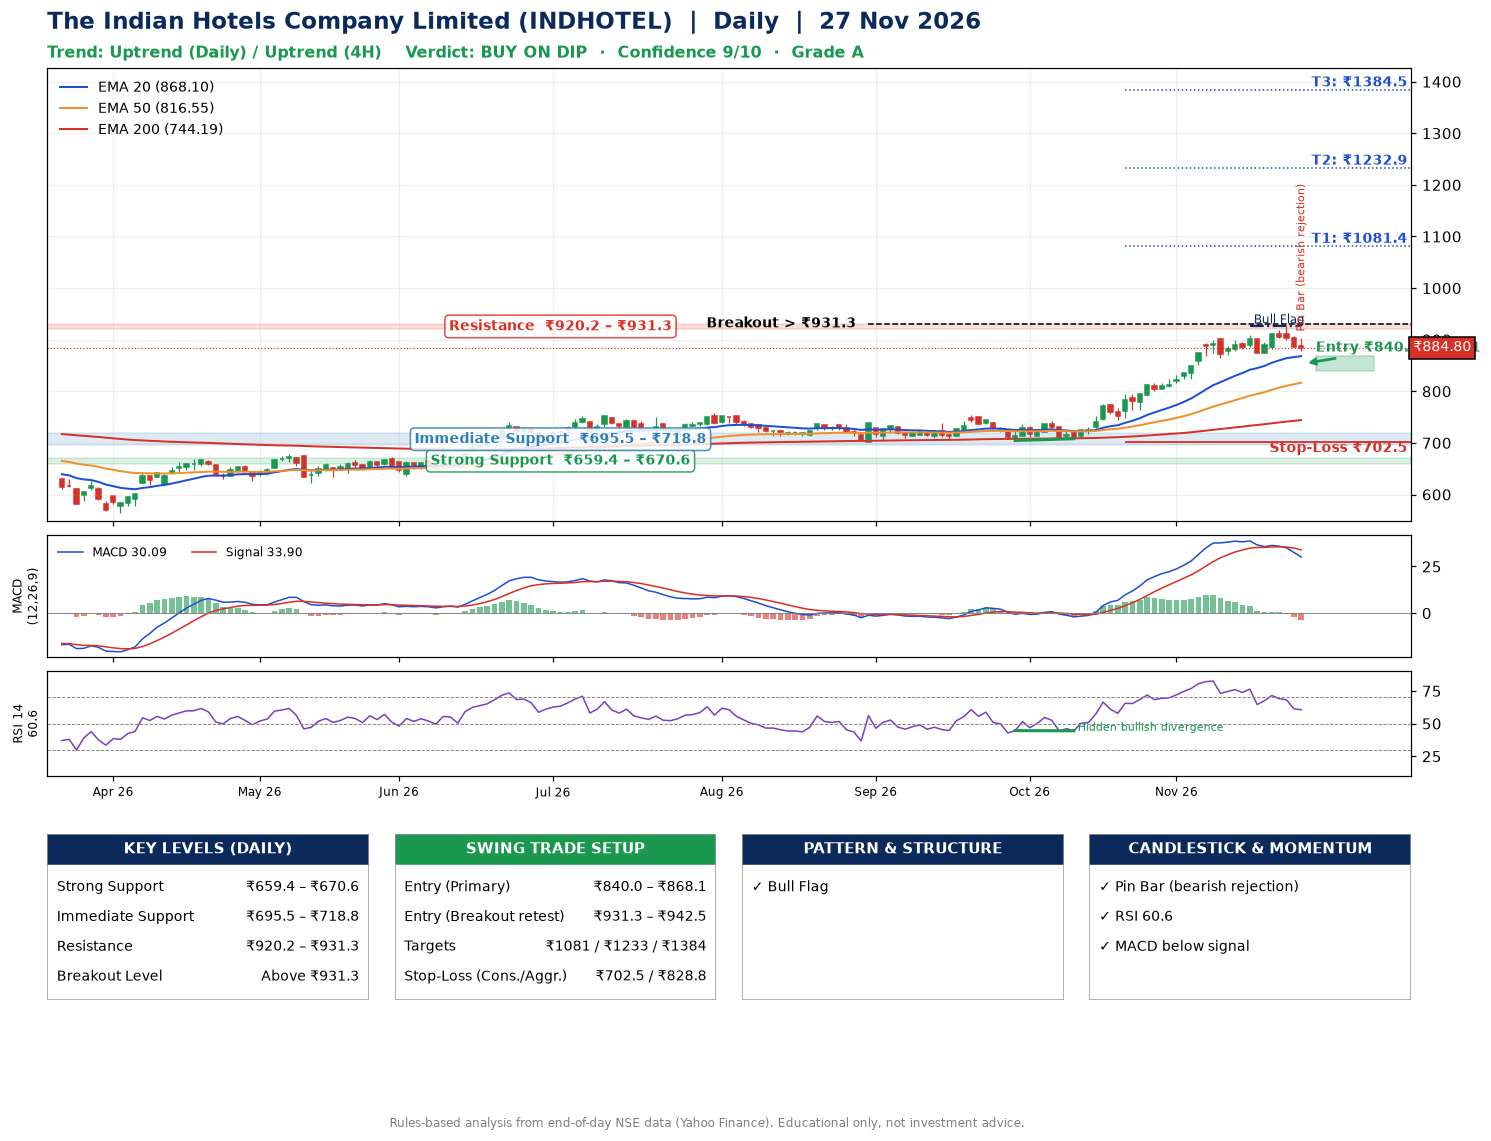 The Indian Hotels Company Limited (INDHOTEL)  |  Daily  |  27 Nov 2026
Trend: Uptrend (Daily) / Uptrend (4H)    Verdict: BUY ON DIP  ·  Confidence 9/10  ·  Grade A
EMA 20 (868.10)
EMA 50 (816.55)
EMA 200 (744.19)
T3: ₹1384.5
T2: ₹1232.9
T1: ₹1081.4
Bar (bearish rejection)
Resistance  ₹920.2 – ₹931.3
Breakout > ₹931.3
Bull Flag
Entry ₹840.
₹884.80
Immediate Support  ₹695.5 – ₹718.8
Strong Support  ₹659.4 – ₹670.6
Stop-Loss ₹702.5
1400
1300
1200
1100
1000
800
700
600
MACD (12,26,9)
MACD 30.09
Signal 33.90
25
0
RSI 14
60.6
Hidden bullish divergence
75
50
25
Apr 26
May 26
Jun 26
Jul 26
Aug 26
Sep 26
Oct 26
Nov 26
KEY LEVELS (DAILY)
Strong Support ₹659.4 – ₹670.6
Immediate Support ₹695.5 – ₹718.8
Resistance ₹920.2 – ₹931.3
Breakout Level Above ₹931.3
SWING TRADE SETUP
Entry (Primary) ₹840.0 – ₹868.1
Entry (Breakout retest) ₹931.3 – ₹942.5
Targets ₹1081 / ₹1233 / ₹1384
Stop-Loss (Cons./Aggr.) ₹702.5 / ₹828.8
PATTERN & STRUCTURE
✓ Bull Flag
CANDLESTICK & MOMENTUM
✓ Pin Bar (bearish rejection)
✓ RSI 60.6
✓ MACD below signal
Rules-based analysis from end-of-day NSE data (Yahoo Finance). Educational only, not investment advice.